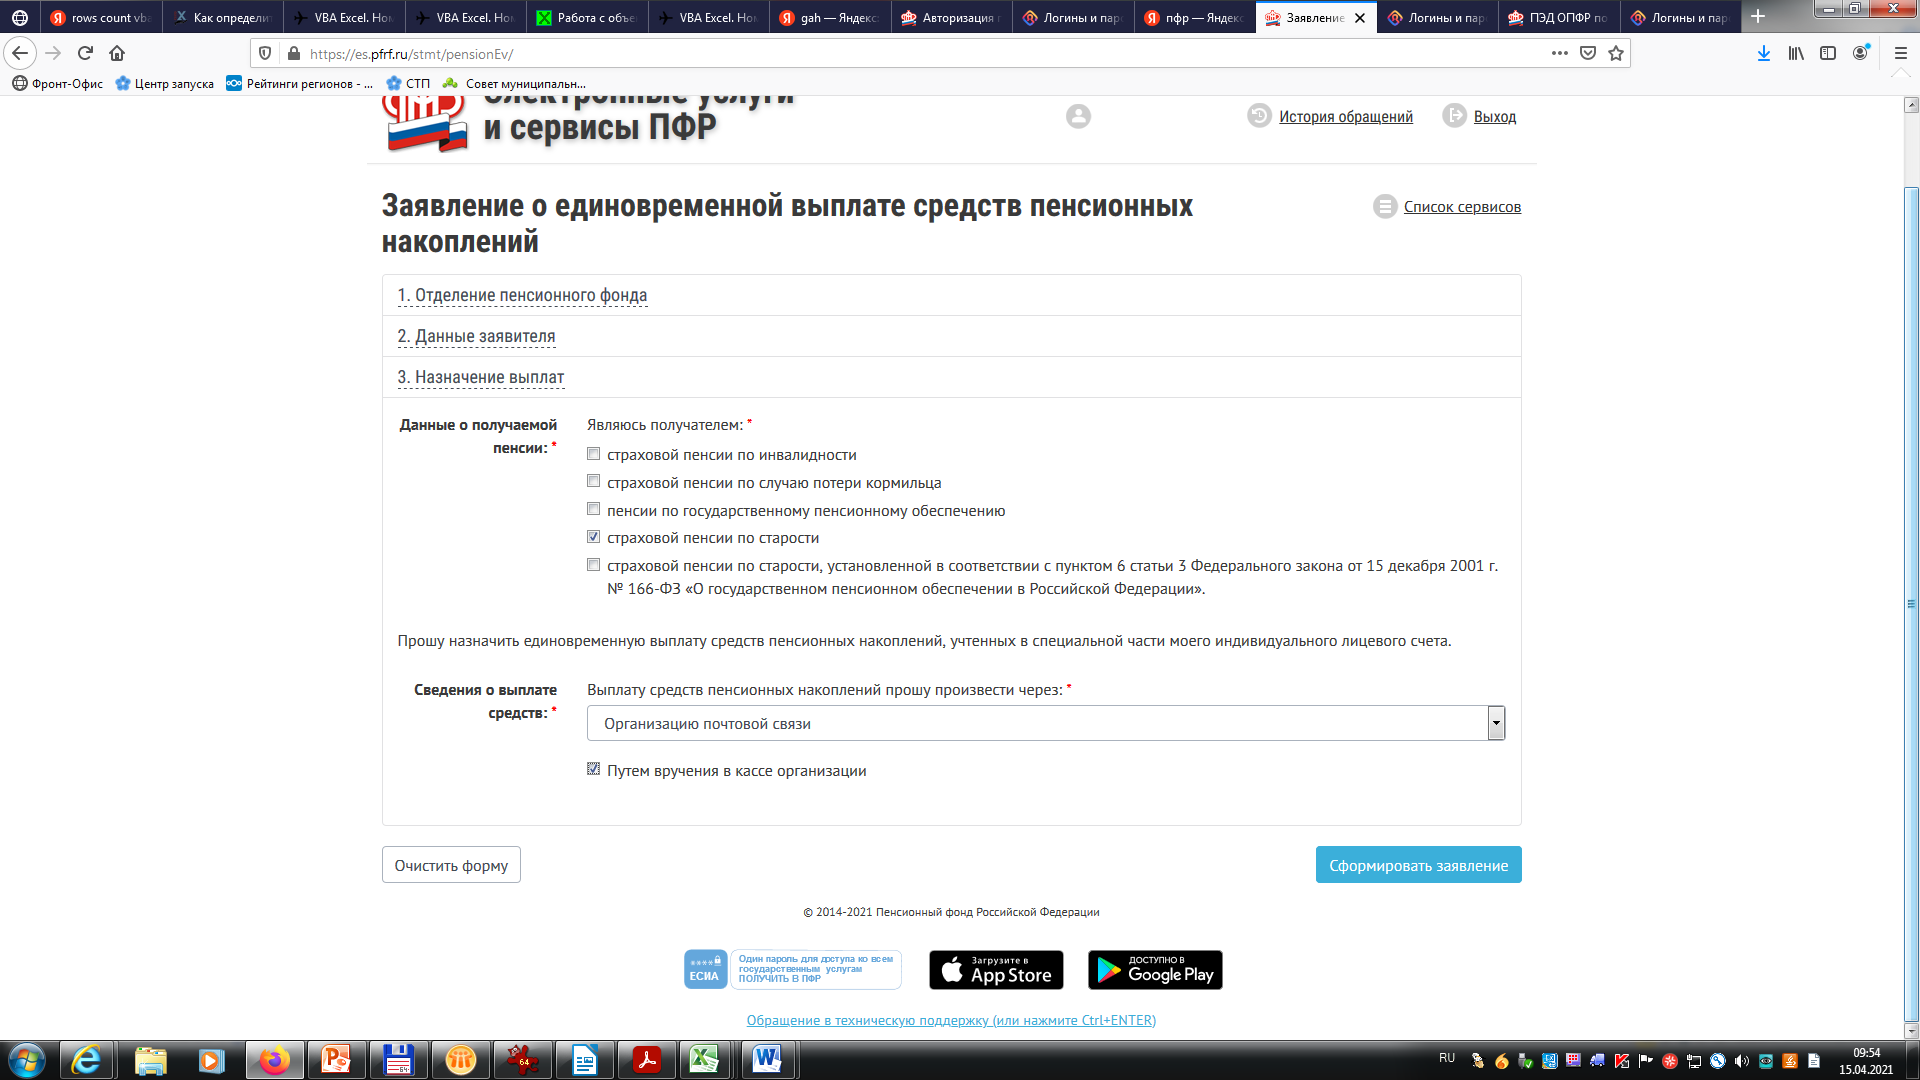 rows count vb
Как определи
VBA Excel. Но
VBA Excel. Но
Работа с объе
VBA Excel. Но
gah — Яндекс
Авторизация
Логины и пар
пфр — Яндекс
Заявление
Логины и пар
ПЭД ОПФР по
Логины и пар
https://es.pfrf.ru/stmt/pensionEv/
Фронт-Офис Центр запуска Рейтинги регионов - ... СТП Совет муниципальн...
Электронные услуги
и сервисы ПФР
История обращений
Выход
Заявление о единовременной выплате средств пенсионных
накоплений
Список сервисов
1. Отделение пенсионного фонда
2. Данные заявителя
3. Назначение выплат
Данные о получаемой
пенсии: *
Являюсь получателем: *
страховой пенсии по инвалидности
страховой пенсии по случаю потери кормильца
пенсии по государственному пенсионному обеспечению
страховой пенсии по старости
страховой пенсии по старости, установленной в соответствии с пунктом 6 статьи 3 Федерального закона от 15 декабря 2001 г.
№ 166-ФЗ «О государственном пенсионном обеспечении в Российской Федерации».
Прошу назначить единовременную выплату средств пенсионных накоплений, учтенных в специальной части моего индивидуального лицевого счета.
Сведения о выплате
средств: *
Выплату средств пенсионных накоплений прошу произвести через: *
Организацию почтовой связи
Путем вручения в кассе организации
Очистить форму
Сформировать заявление
© 2014-2021 Пенсионный фонд Российской Федерации
ЕСИА
Один пароль для доступа ко всем
государственным услугам
ПОЛУЧИТЬ В ПФР
Загрузите в
App Store
ДОСТУПНО В
Google Play
Обращение в техническую поддержку (или нажмите Ctrl+ENTER)
RU
09:54
15.04.2021